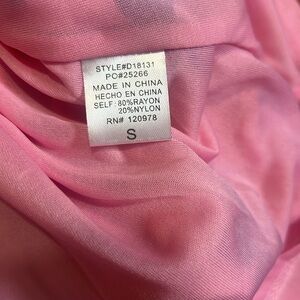 STYLE#D18131
PO#25266
MADE IN CHINA
HECHO EN CHINA
SELF: 80%RAYON
20%NYLON
RN# 120978
S